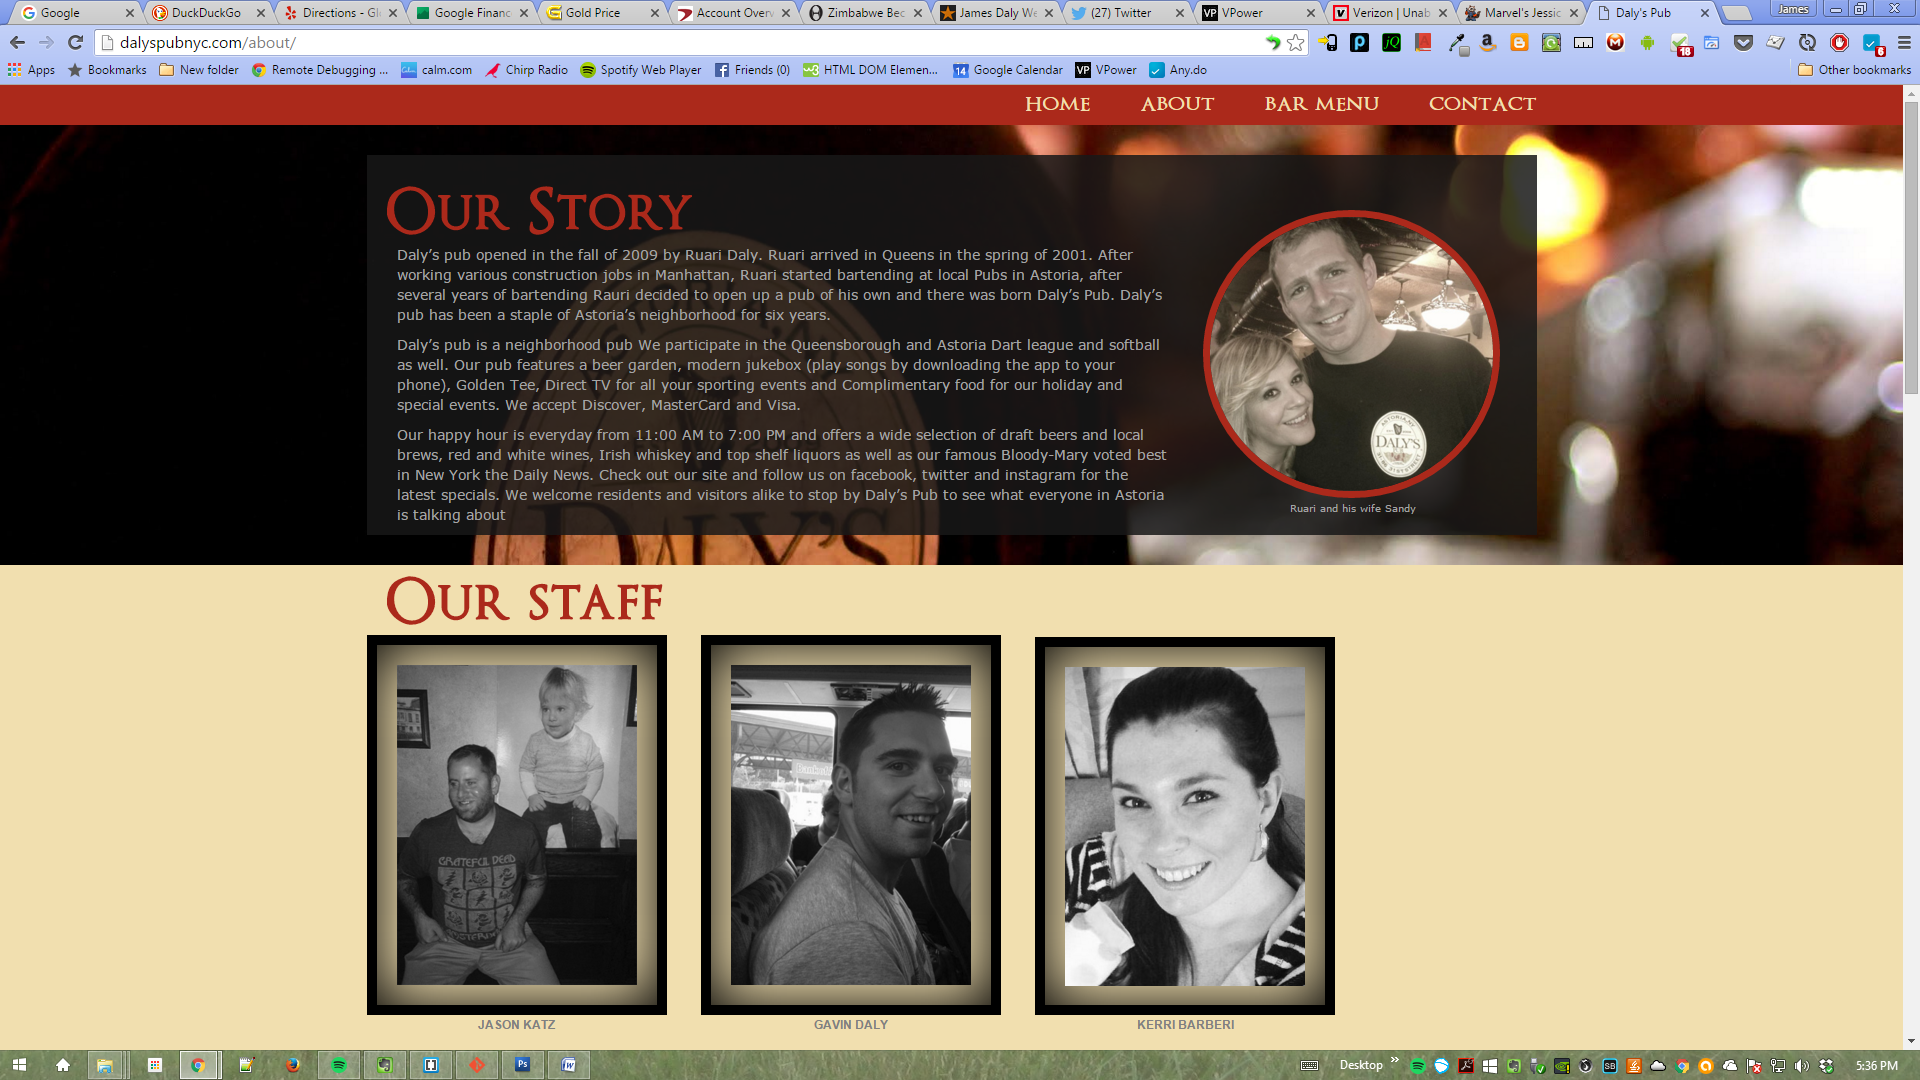 Google
DuckDuckGo
Directions - Gl
Google Financ
Gold Price
Account Overv
Zimbabwe Bec
James Daly We
(27) Twitter
VPower
Verizon | Unab
Marvel's Jessic
Daly's Pub
James
dalyspubnyc.com/about/
18
6
Apps
Bookmarks
New folder
Remote Debugging ...
calm.com
Chirp Radio
Spotify Web Player
Friends (0)
HTML DOM Elemen...
14 Google Calendar
VP VPower
Any.do
Other bookmarks
HOME ABOUT BAR MENU CONTACT
OUR STORY
Daly’s pub opened in the fall of 2009 by Ruari Daly. Ruari arrived in Queens in the spring of 2001. After
working various construction jobs in Manhattan, Ruari started bartending at local Pubs in Astoria, after
several years of bartending Rauri decided to open up a pub of his own and there was born Daly’s Pub. Daly’s
pub has been a staple of Astoria’s neighborhood for six years.
Daly’s pub is a neighborhood pub We participate in the Queensborough and Astoria Dart league and softball
as well. Our pub features a beer garden, modern jukebox (play songs by downloading the app to your
phone), Golden Tee, Direct TV for all your sporting events and Complimentary food for our holiday and
special events. We accept Discover, MasterCard and Visa.
Our happy hour is everyday from 11:00 AM to 7:00 PM and offers a wide selection of draft beers and local
brews, red and white wines, Irish whiskey and top shelf liquors as well as our famous Bloody-Mary voted best
in New York the Daily News. Check out our site and follow us on facebook, twitter and instagram for the
latest specials. We welcome residents and visitors alike to stop by Daly’s Pub to see what everyone in Astoria
is talking about
DALY'S
DALY'S
Ruari and his wife Sandy
OUR STAFF
GRATEFUL DEAD
JASON KATZ
GAVIN DALY
KERRI BARBERI
Desktop
5:36 PM